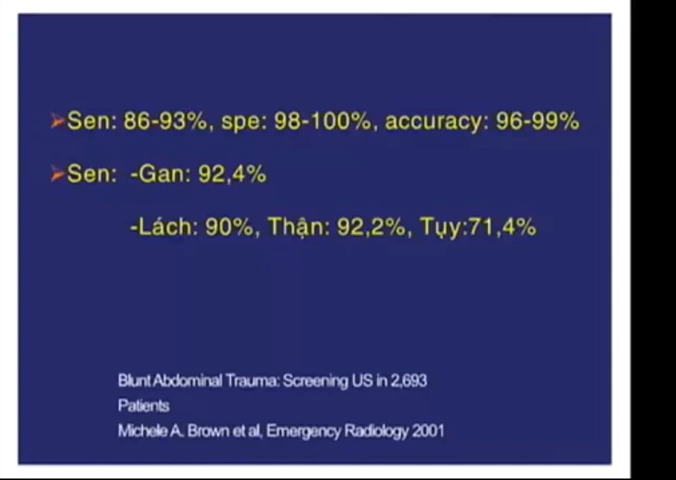 ➢Sen: 86-93%, spe: 98-100%, accuracy: 96-99%
➢Sen: -Gan: 92,4%
-Lách: 90%, Thận: 92,2%, Tụy:71,4%
Blunt Abdominal Trauma: Screening US in 2,693
Patients
Michele A. Brown et al, Emergency Radiology 2001